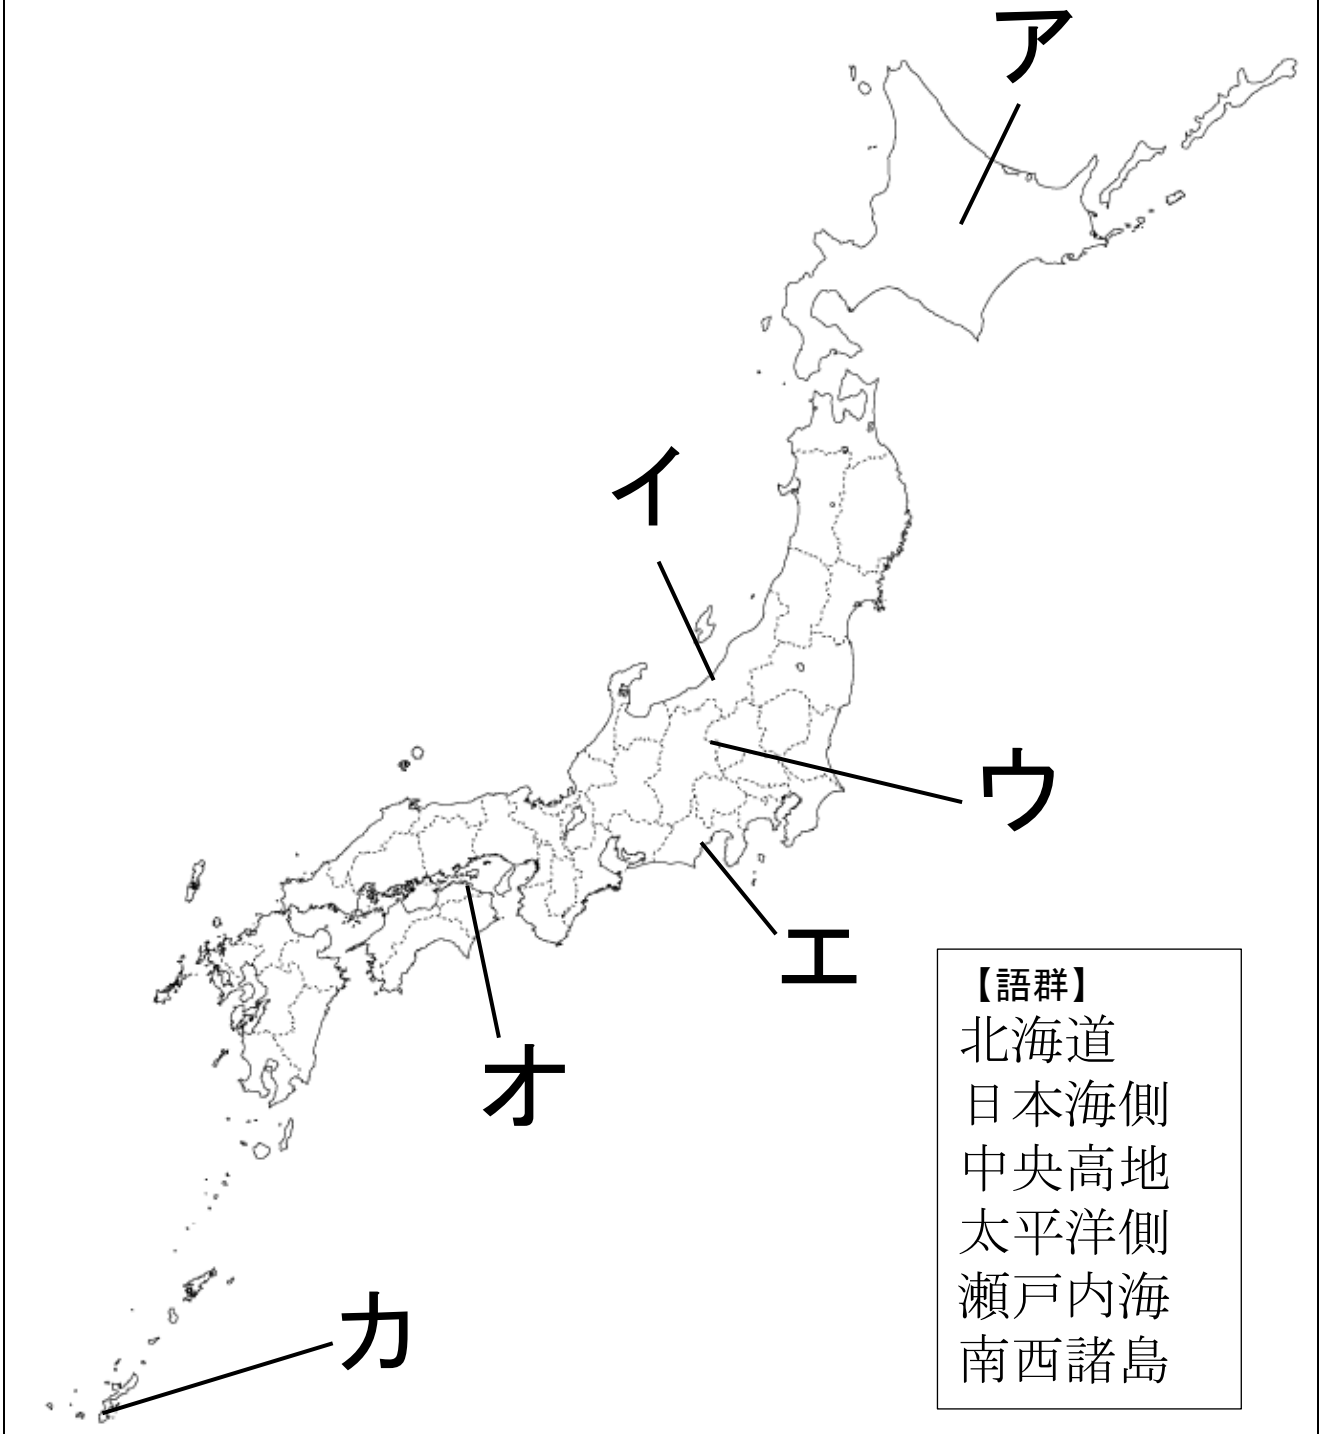 ア
イ
ウ
エ
オ
カ
【語群】
北海道
日本海側
中央高地
太平洋側
瀬戸内海
南西諸島